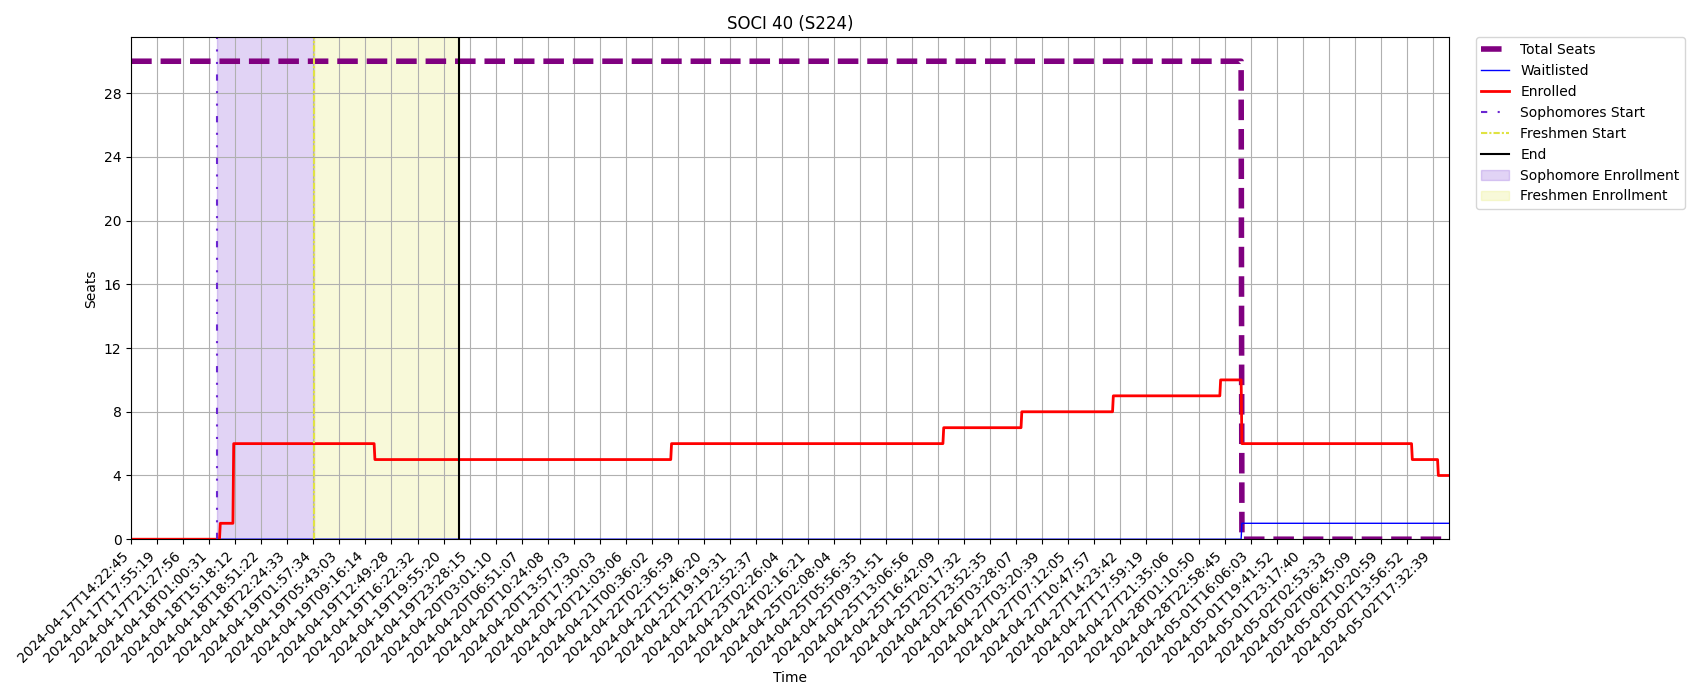 SOCI 40 (S224)
Total Seats
Waitlisted
Enrolled
Sophomores Start
Freshmen Start
End
Sophomore Enrollment
Freshmen Enrollment
Seats
28
24
20
16
12
8
4
0
2024-04-17T14:22:45
2024-04-17T17:55:19
2024-04-17T21:27:56
2024-04-18T01:00:31
2024-04-18T15:18:12
2024-04-18T18:51:22
2024-04-18T22:24:33
2024-04-19T01:57:34
2024-04-19T05:43:03
2024-04-19T09:16:14
2024-04-19T12:49:28
2024-04-19T16:22:32
2024-04-19T19:55:20
2024-04-19T23:28:15
2024-04-20T03:01:10
2024-04-20T06:51:07
2024-04-20T10:24:08
2024-04-20T13:57:03
2024-04-20T17:30:03
2024-04-20T21:03:06
2024-04-21T00:36:02
2024-04-22T02:36:59
2024-04-22T15:46:20
2024-04-22T19:19:31
2024-04-22T22:52:37
2024-04-23T02:26:04
2024-04-24T02:16:21
2024-04-25T02:08:04
2024-04-25T05:56:35
2024-04-25T09:31:51
2024-04-25T13:06:56
2024-04-25T16:42:09
2024-04-25T20:17:32
2024-04-25T23:52:35
2024-04-26T03:28:07
2024-04-27T03:20:39
2024-04-27T07:12:05
2024-04-27T10:47:57
2024-04-27T14:23:42
2024-04-27T17:59:19
2024-04-27T21:35:06
2024-04-28T01:10:50
2024-04-28T22:58:45
2024-05-01T16:06:03
2024-05-01T19:41:52
2024-05-01T23:17:40
2024-05-02T02:53:33
2024-05-02T06:45:09
2024-05-02T10:20:59
2024-05-02T13:56:52
2024-05-02T17:32:39
Time